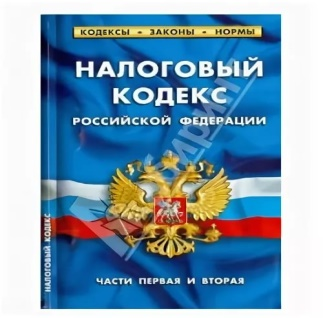 КОДЕКСЫ • ЗАКОНЫ • НОРМЫ
НАЛОГОВЫЙ
КОДЕКС
РОССИЙСКОЙ ФЕДЕРАЦИИ
ЧАСТИ ПЕРВАЯ И ВТОРАЯ
НАЛОГОВЫЙ КОДЕКС